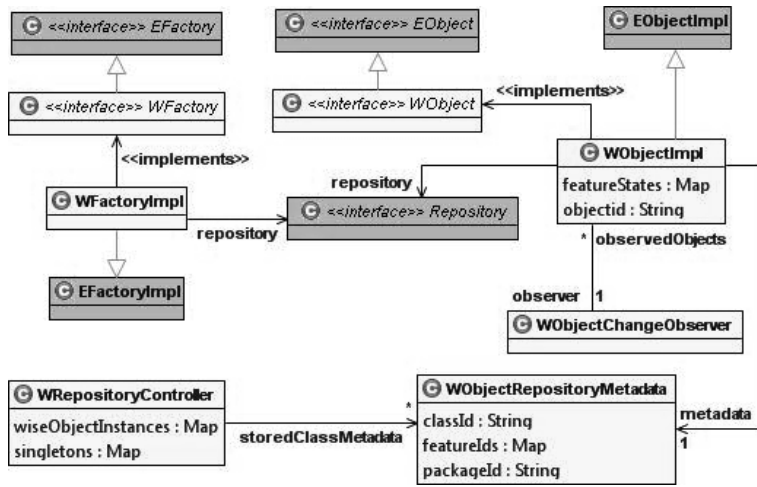 <<interface>> EFactory
<<interface>> EObject
EObjectImpl
<<interface>> WFactory
<<interface>> WObject
<<implements>>
<<implements>>
WObjectImpl
featureStates : Map
objectid : String
WFactoryImpl
repository
<<interface>> Repository
repository
* observedObjects
EFactoryImpl
observer 1
WObjectChangeObserver
WRepositoryController
wiseObjectInstances : Map
singletons : Map
*
storedClassMetadata
WObjectRepositoryMetadata
classId : String
featureIds : Map
packageId : String
metadata
1